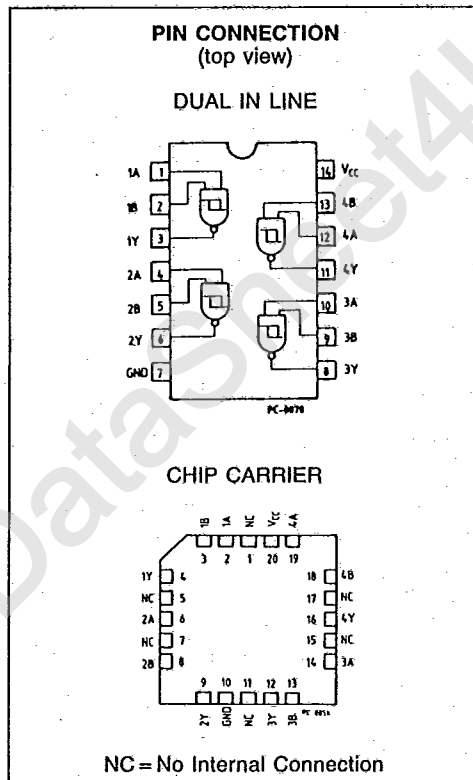 PIN CONNECTION
(top view)
DUAL IN LINE
1A 1 14 VCC
1B 2 13 4B
1Y 3 12 4A
2A 4 11 4Y
2B 5 10 3A
2Y 6 9 3B
GND 7 8 3Y
PC-0070
CHIP CARRIER
1B 1A NC VCC 4A
3 2 1 20 19
1Y 4 18 4B
NC 5 17 NC
2A 6 16 4Y
NC 7 15 NC
2B 8 14 3A
9 10 11 12 13
2Y GND NC 3Y 3B
NC = No Internal Connection